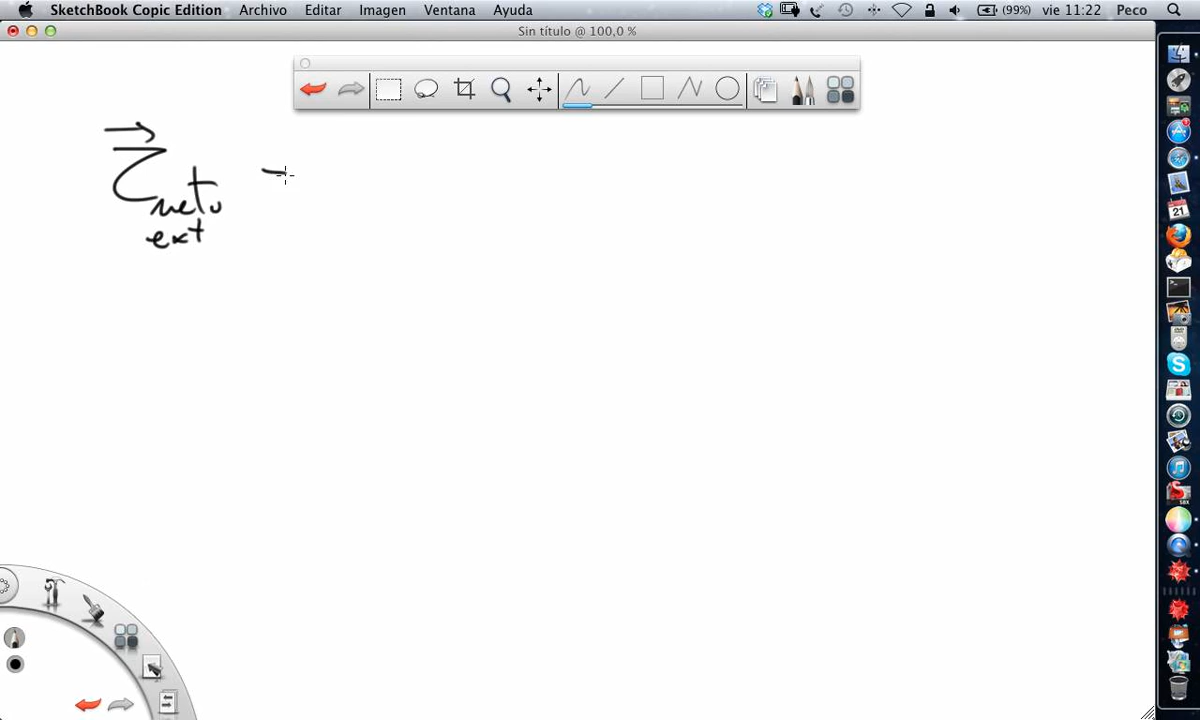 SketchBook Copic Edition Archivo Editar Imagen Ventana Ayuda (99%) vie 11:22 Peco
Sin título @ 100,0 %
τ⃗ neto
ext
21